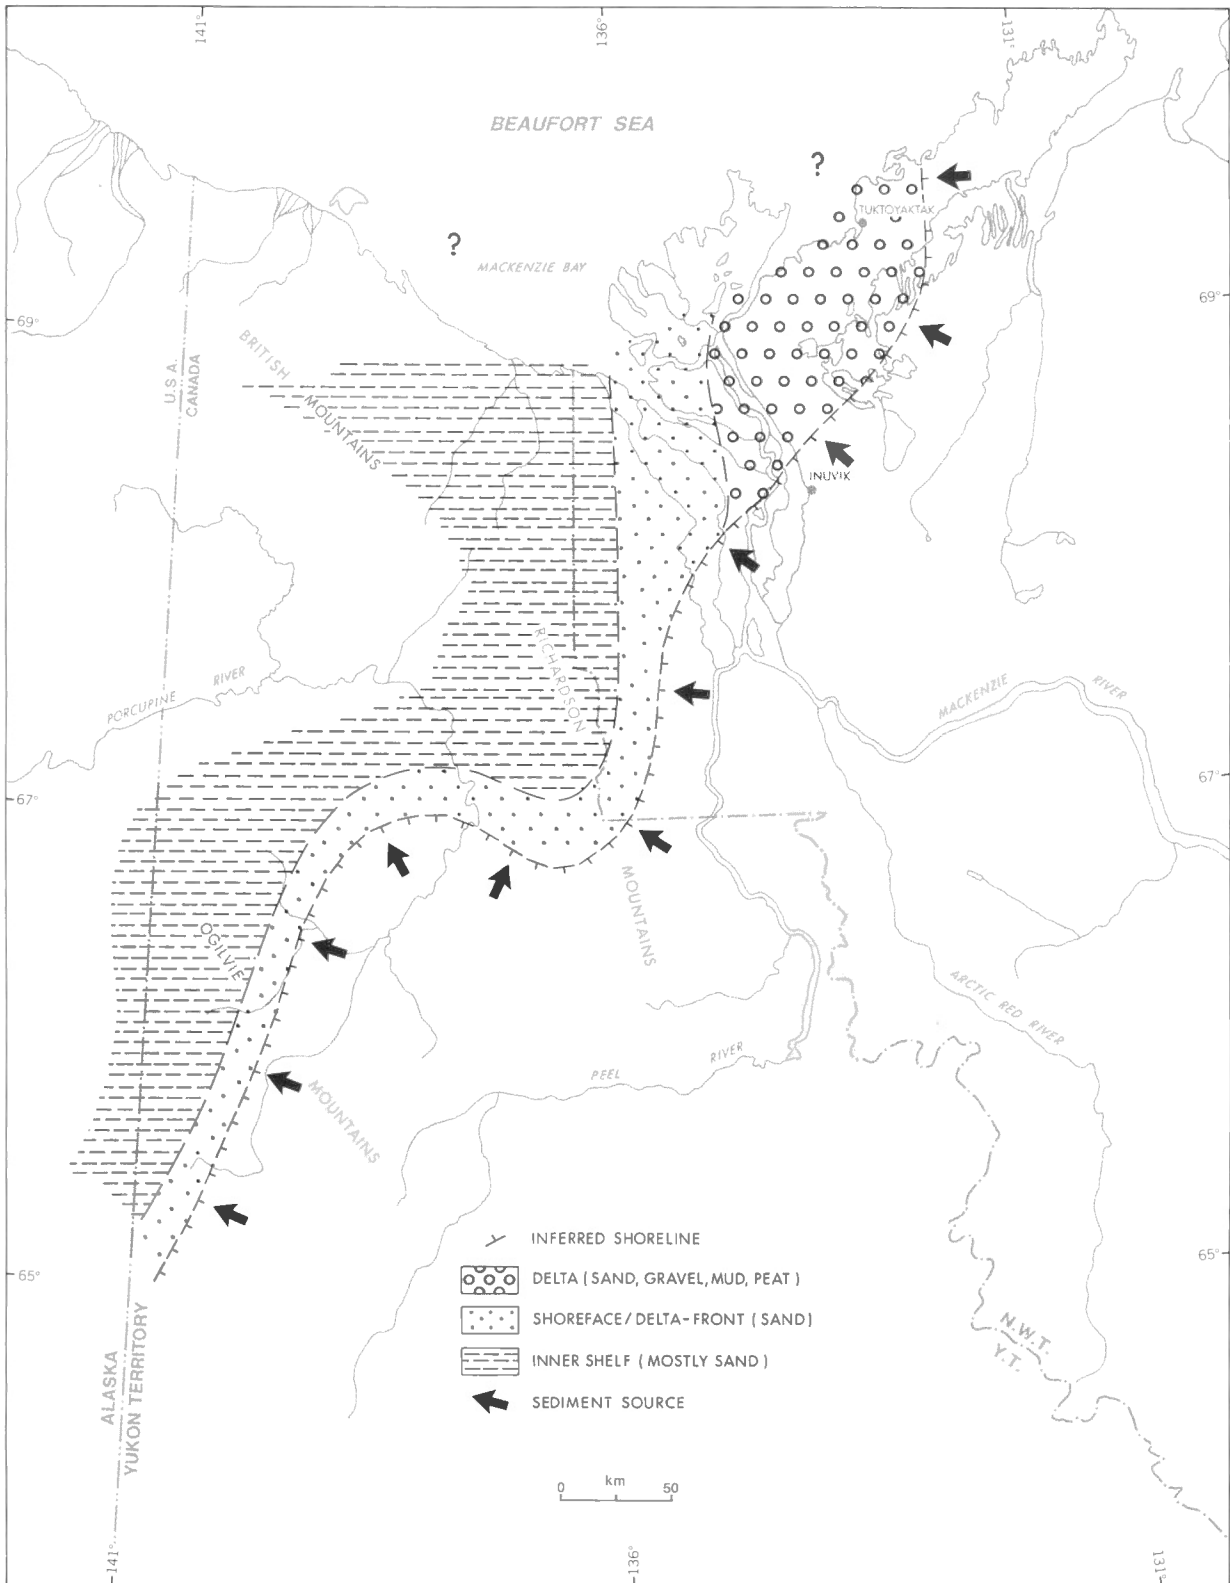 141°
136°
131°
BEAUFORT SEA
?
TUKTOYAKTAK
?
MACKENZIE BAY
69°
69°
U.S.A.
CANADA
BRITISH
MOUNTAINS
INUVIK
RICHARDSON
PORCUPINE RIVER
MACKENZIE RIVER
67°
67°
MOUNTAINS
OGILVIE
ARCTIC RED RIVER
MOUNTAINS
PEEL RIVER
65°
65°
INFERRED SHORELINE
DELTA (SAND, GRAVEL, MUD, PEAT)
SHOREFACE/DELTA-FRONT (SAND)
INNER SHELF (MOSTLY SAND)
SEDIMENT SOURCE
N.W.T.
Y.T.
ALASKA
YUKON TERRITORY
km
0 50
141°
136°
131°